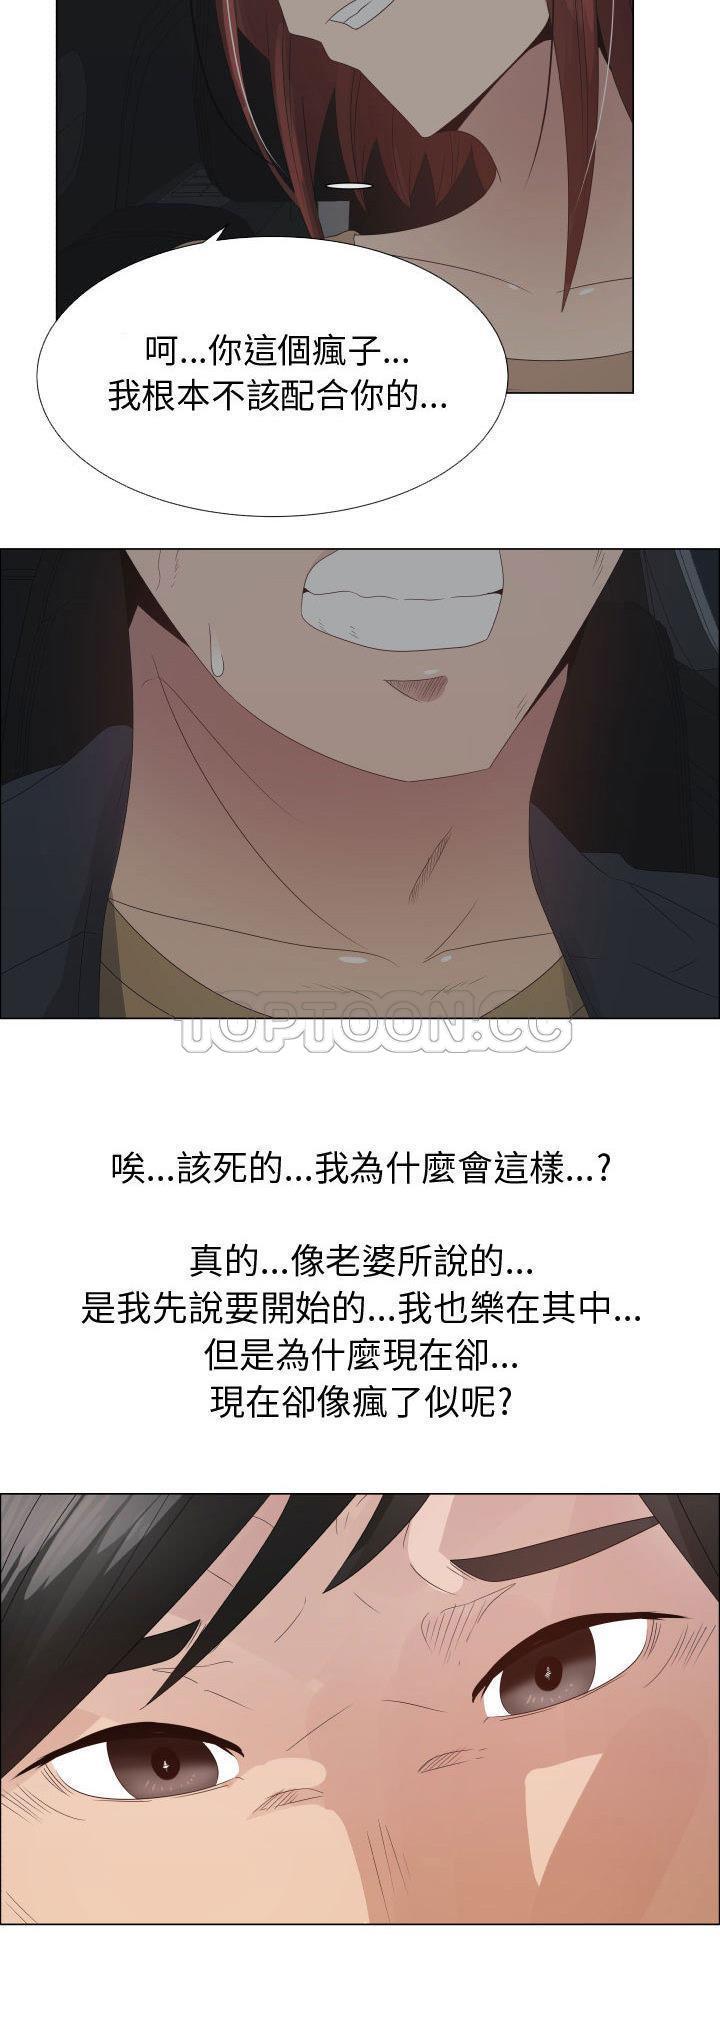 呵...你這個瘋子...
我根本不該配合你的...
TOPTOON.CC
唉...該死的...我為什麼會這樣...?
真的...像老婆所說的...
是我先說要開始的...我也樂在其中...
但是為什麼現在卻...
現在卻像瘋了似呢?